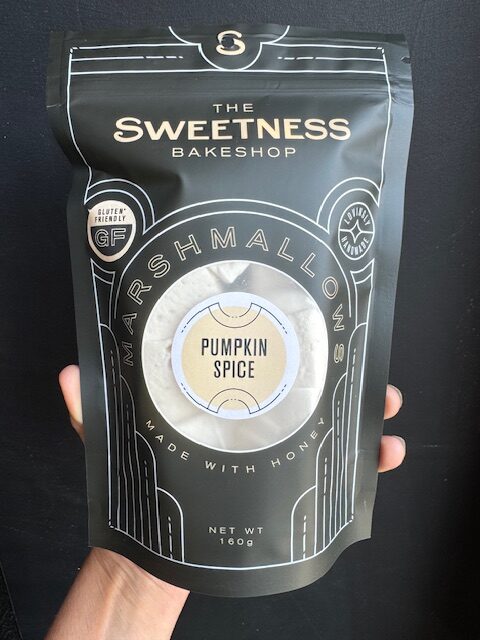 S
THE
SWEETNESS
BAKESHOP
GLUTEN*
FRIENDLY
GF
LOVINGLY
HANDMADE
MARSHMALLOWS
PUMPKIN
SPICE
MADE WITH HONEY
NET WT
160g